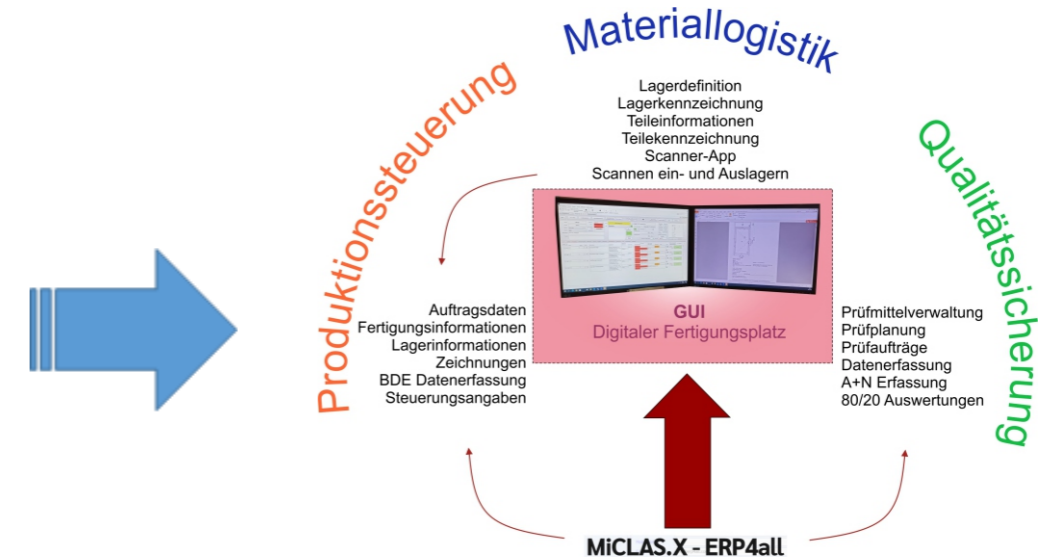 Materiallogistik
Lagerdefinition
Lagerkennzeichnung
Teileinformationen
Teilekennzeichnung
Scanner-App
Scannen ein- und Auslagern
Produktionssteuerung
Auftragsdaten
Fertigungsinformationen
Lagerinformationen
Zeichnungen
BDE Datenerfassung
Steuerungsangaben
GUI
Digitaler Fertigungsplatz
Qualitätssicherung
Prüfmittelverwaltung
Prüfplanung
Prüfaufträge
Datenerfassung
A+N Erfassung
80/20 Auswertungen
MiCLAS.X - ERP4all